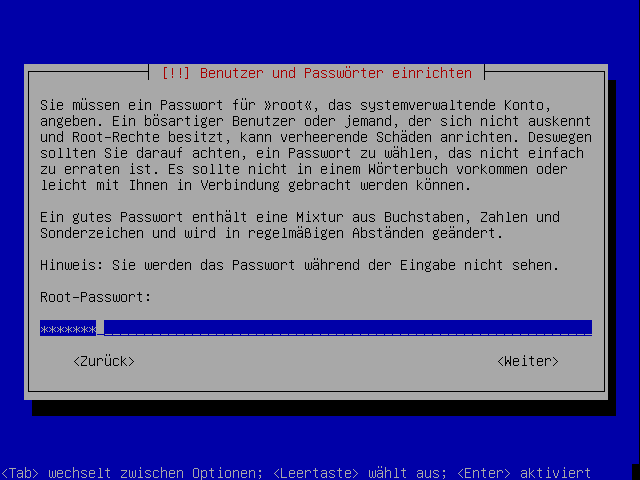 [!!] Benutzer und Passwörter einrichten
Sie müssen ein Passwort für »root«, das systemverwaltende Konto,
angeben. Ein bösartiger Benutzer oder jemand, der sich nicht auskennt
und Root-Rechte besitzt, kann verheerende Schäden anrichten. Deswegen
sollten Sie darauf achten, ein Passwort zu wählen, das nicht einfach
zu erraten ist. Es sollte nicht in einem Wörterbuch vorkommen oder
leicht mit Ihnen in Verbindung gebracht werden können.
Ein gutes Passwort enthält eine Mixtur aus Buchstaben, Zahlen und
Sonderzeichen und wird in regelmäßigen Abständen geändert.
Hinweis: Sie werden das Passwort während der Eingabe nicht sehen.
Root-Passwort:
*******
<Zurück> <Weiter>
<Tab> wechselt zwischen Optionen; <Leertaste> wählt aus; <Enter> aktiviert